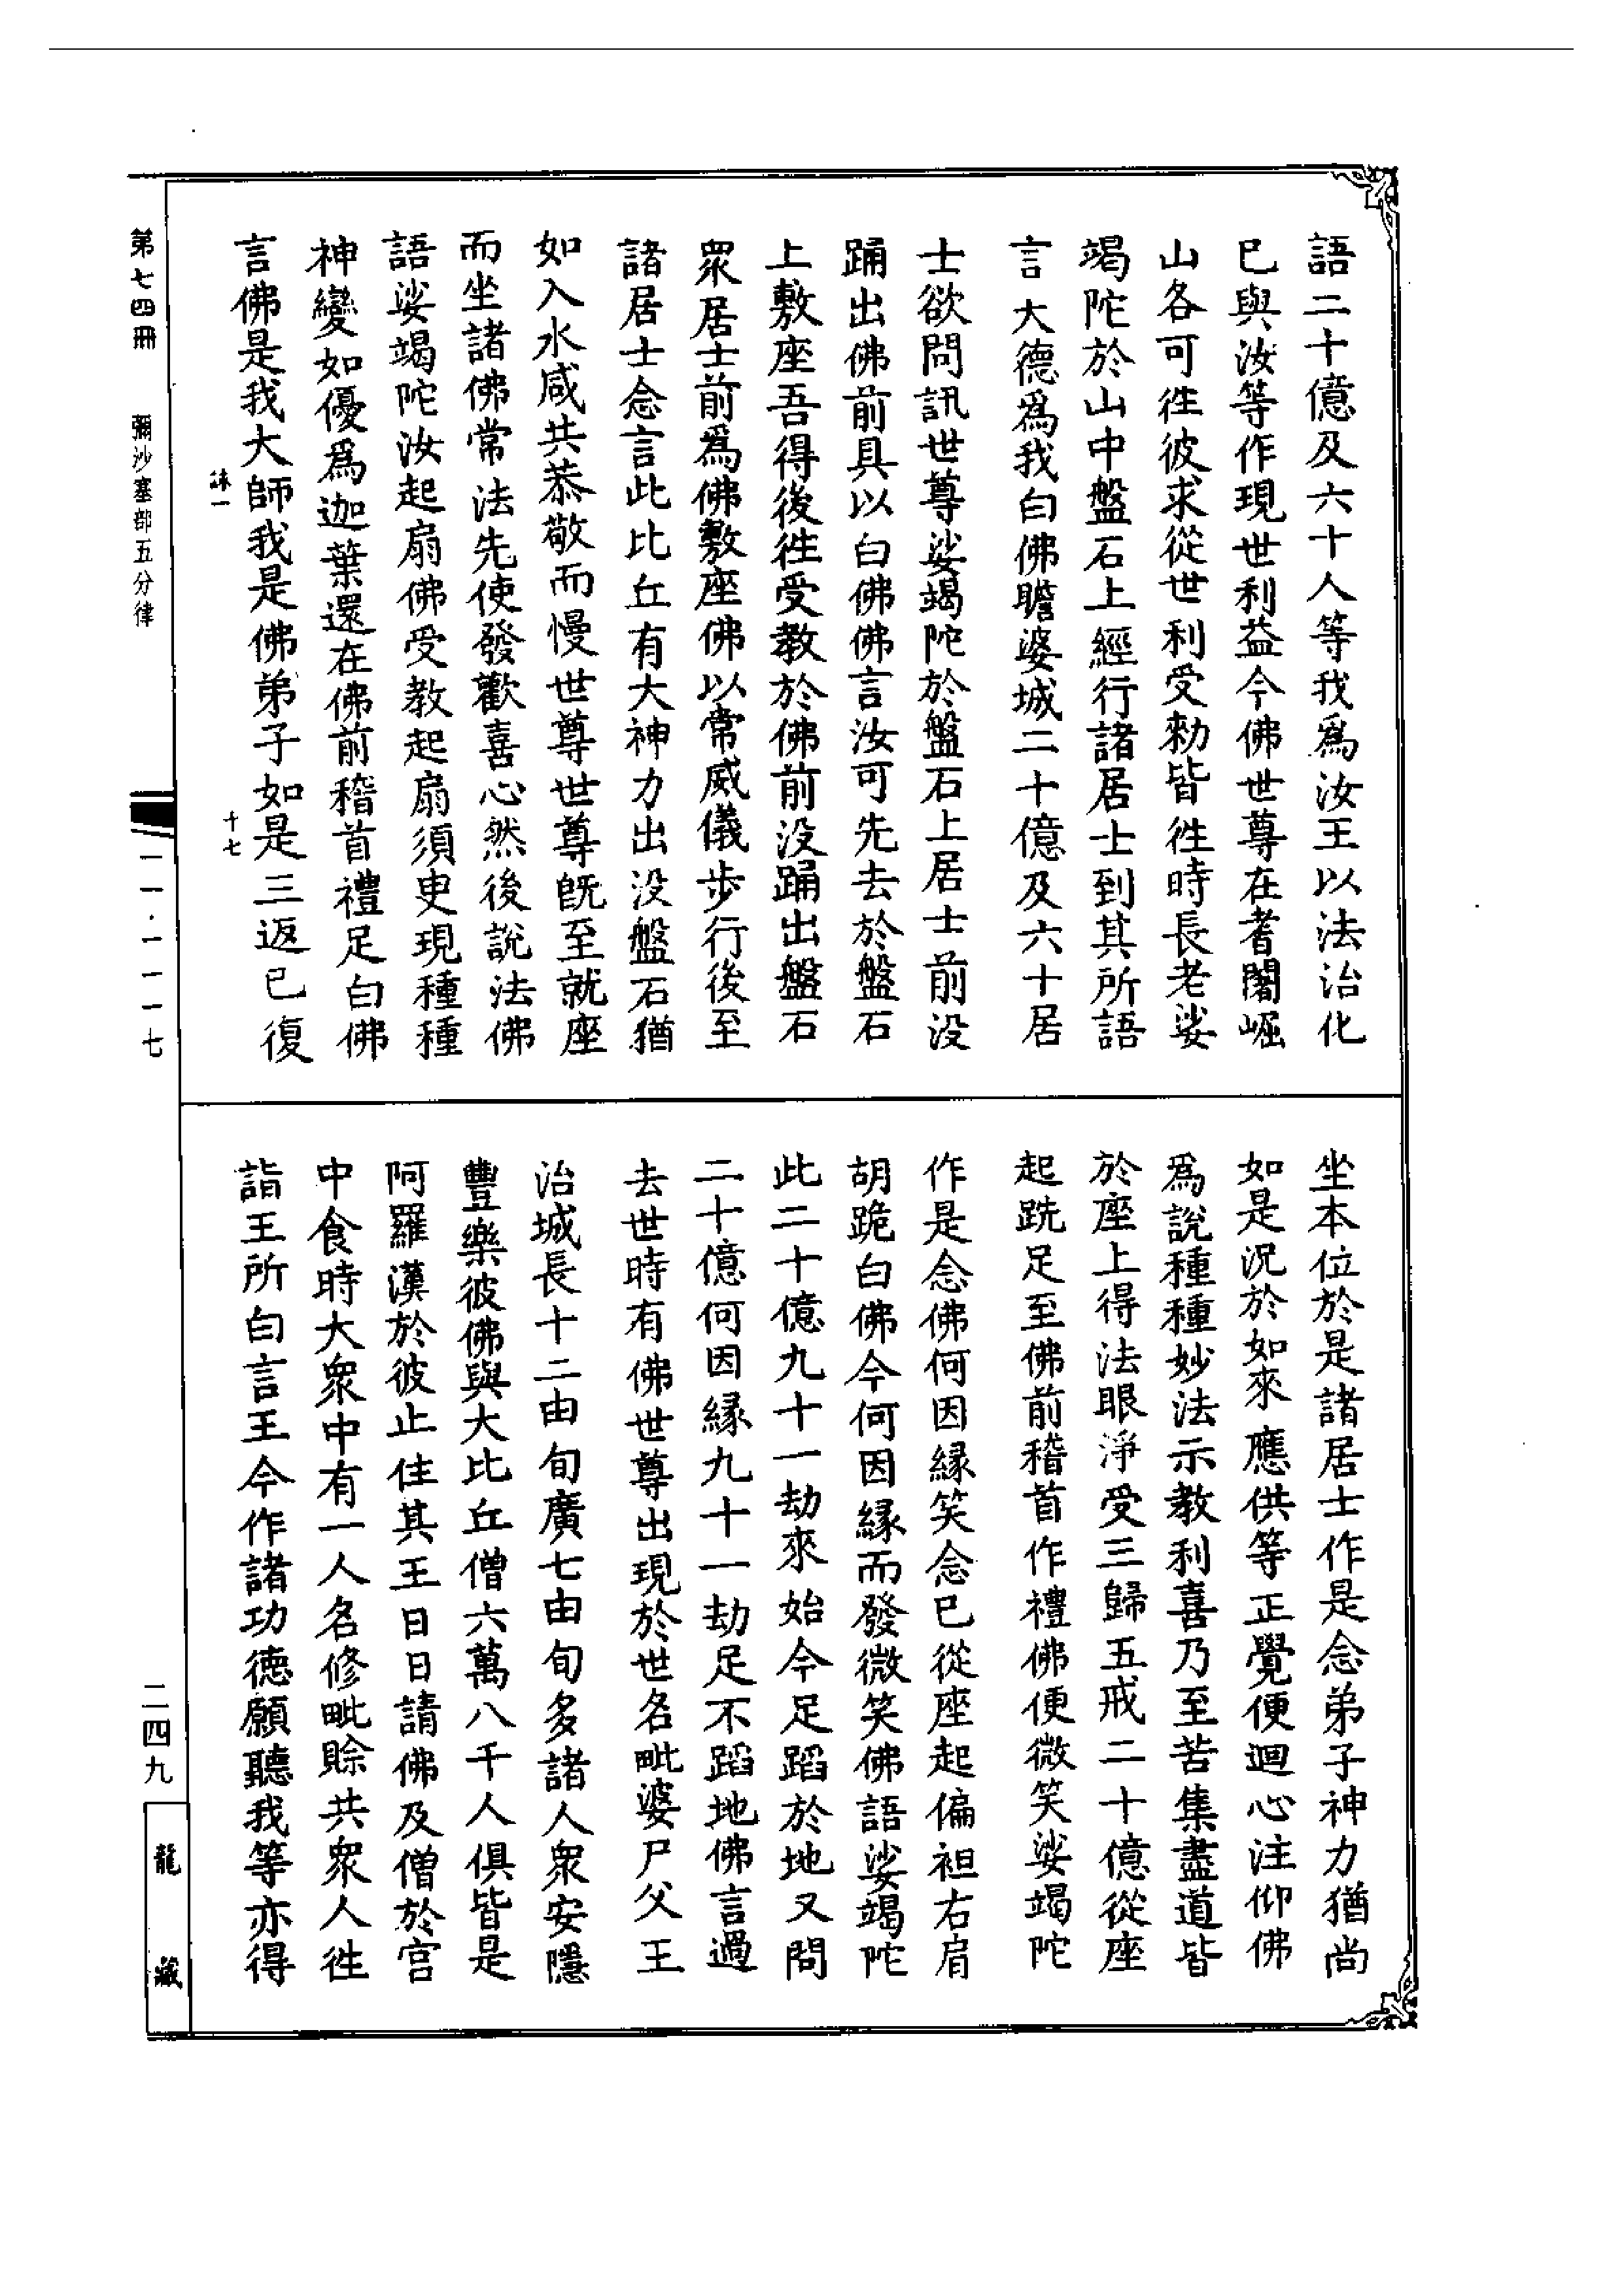 語二十億及六十人等我爲汝王以法治化
已與汝等作現世利益今佛世尊在耆闍崛
山各可徃彼求從世利受勑皆徃時長老娑
竭陀於山中盤石上經行諸居士到其所語
言大德爲我白佛瞻婆城二十億及六十居
士欲問訊世尊娑竭陀於盤石上居士前没
踊出佛前具以白佛佛言汝可先去於盤石
上敷座吾得後徃受教於佛前没踊出盤石
衆居士前爲佛敷座佛以常威儀步行後至
諸居士念言此比丘有大神力出没盤石猶
如入水咸共恭敬而慢世尊世尊旣至就座
而坐諸佛常法先使發歡喜心然後說法佛
語娑竭陀汝起扇佛受教起扇須臾現種種
神變如優爲迦葉還在佛前稽首禮足白佛
言佛是我大師我是佛弟子如是三返已復
坐本位於是諸居士作是念弟子神力猶尚
如是況於如來應供等正覺便迴心注仰佛
爲說種種妙法示教利喜乃至苦集盡道皆
於座上得法眼淨受三歸五戒二十億從座
起跣足至佛前稽首作禮佛便微笑娑竭陀
作是念佛何因緣笑念已從座起偏袒右肩
胡跪白佛今何因緣而發微笑佛語娑竭陀
此二十億九十一劫來始今足蹈於地又問
二十億何因緣九十一劫足不蹈地佛言過
去世時有佛世尊出現於世名毗婆尸父王
治城長十二由旬廣七由旬多諸人衆安隱
豐樂彼佛與大比丘僧六萬八千人俱皆是
阿羅漢於彼止住其王日日請佛及僧於宮
中食時大衆中有一人名修毗賒共衆人徃
詣王所白言王今作諸功徳願聽我等亦得
第七四冊 彌沙塞部五分律
一一·一一一七
二四九
龍藏
十七